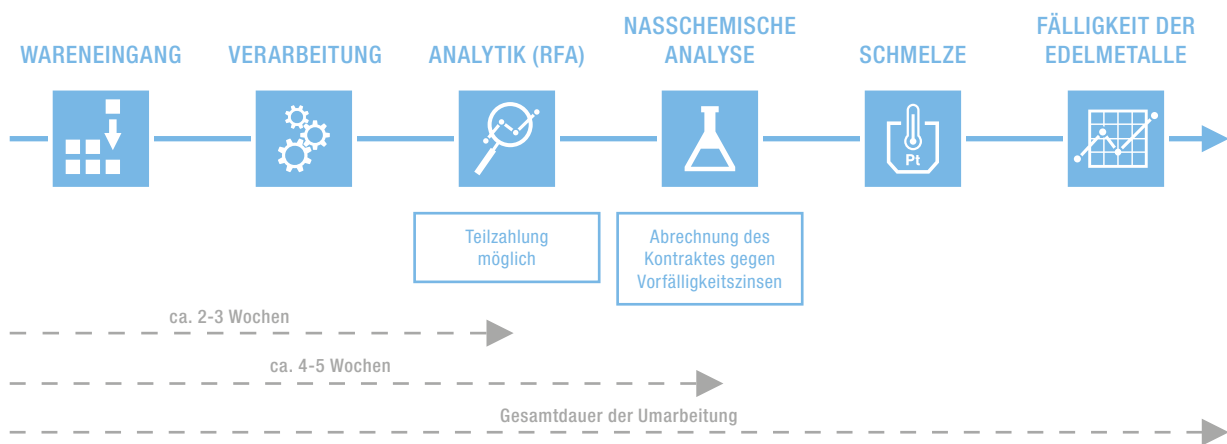 WARENEINGANG
VERARBEITUNG
ANALYTIK (RFA)
NASSCHEMISCHE
ANALYSE
SCHMELZE
FÄLLIGKEIT DER
EDELMETALLE
Pt
Teilzahlung
möglich
Abrechnung des
Kontraktes gegen
Vorfälligkeitszinsen
ca. 2-3 Wochen
ca. 4-5 Wochen
Gesamtdauer der Umarbeitung